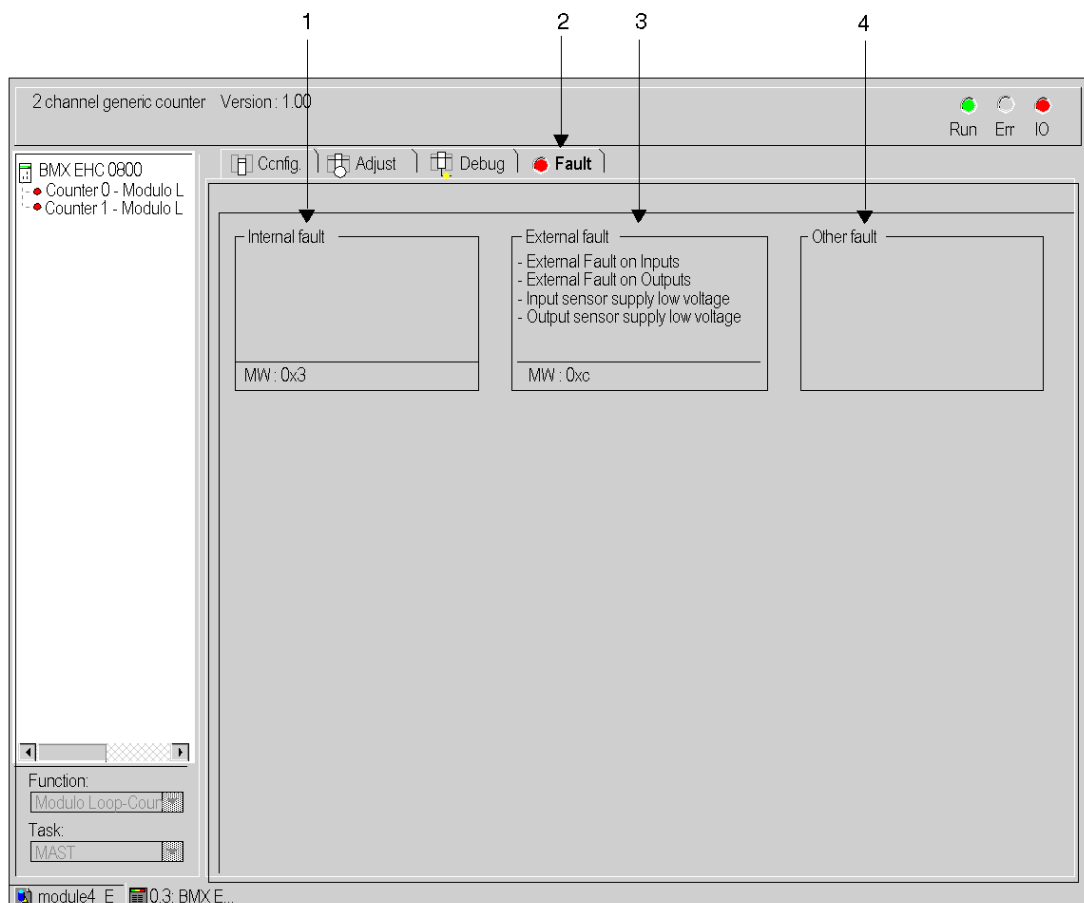 1 2 3 4
2 channel generic counter Version : 1.00
Run Err IO
BMX EHC 0800
Counter 0 - Modulo L
Counter 1 - Modulo L
Config. Adjust Debug Fault
Internal fault
MW : 0x3
External fault
- External Fault on Inputs
- External Fault on Outputs
- Input sensor supply low voltage
- Output sensor supply low voltage
MW : 0xc
Other fault
Function:
Modulo Loop-Coun
Task:
MAST
module4_E 0.3: BMX E...